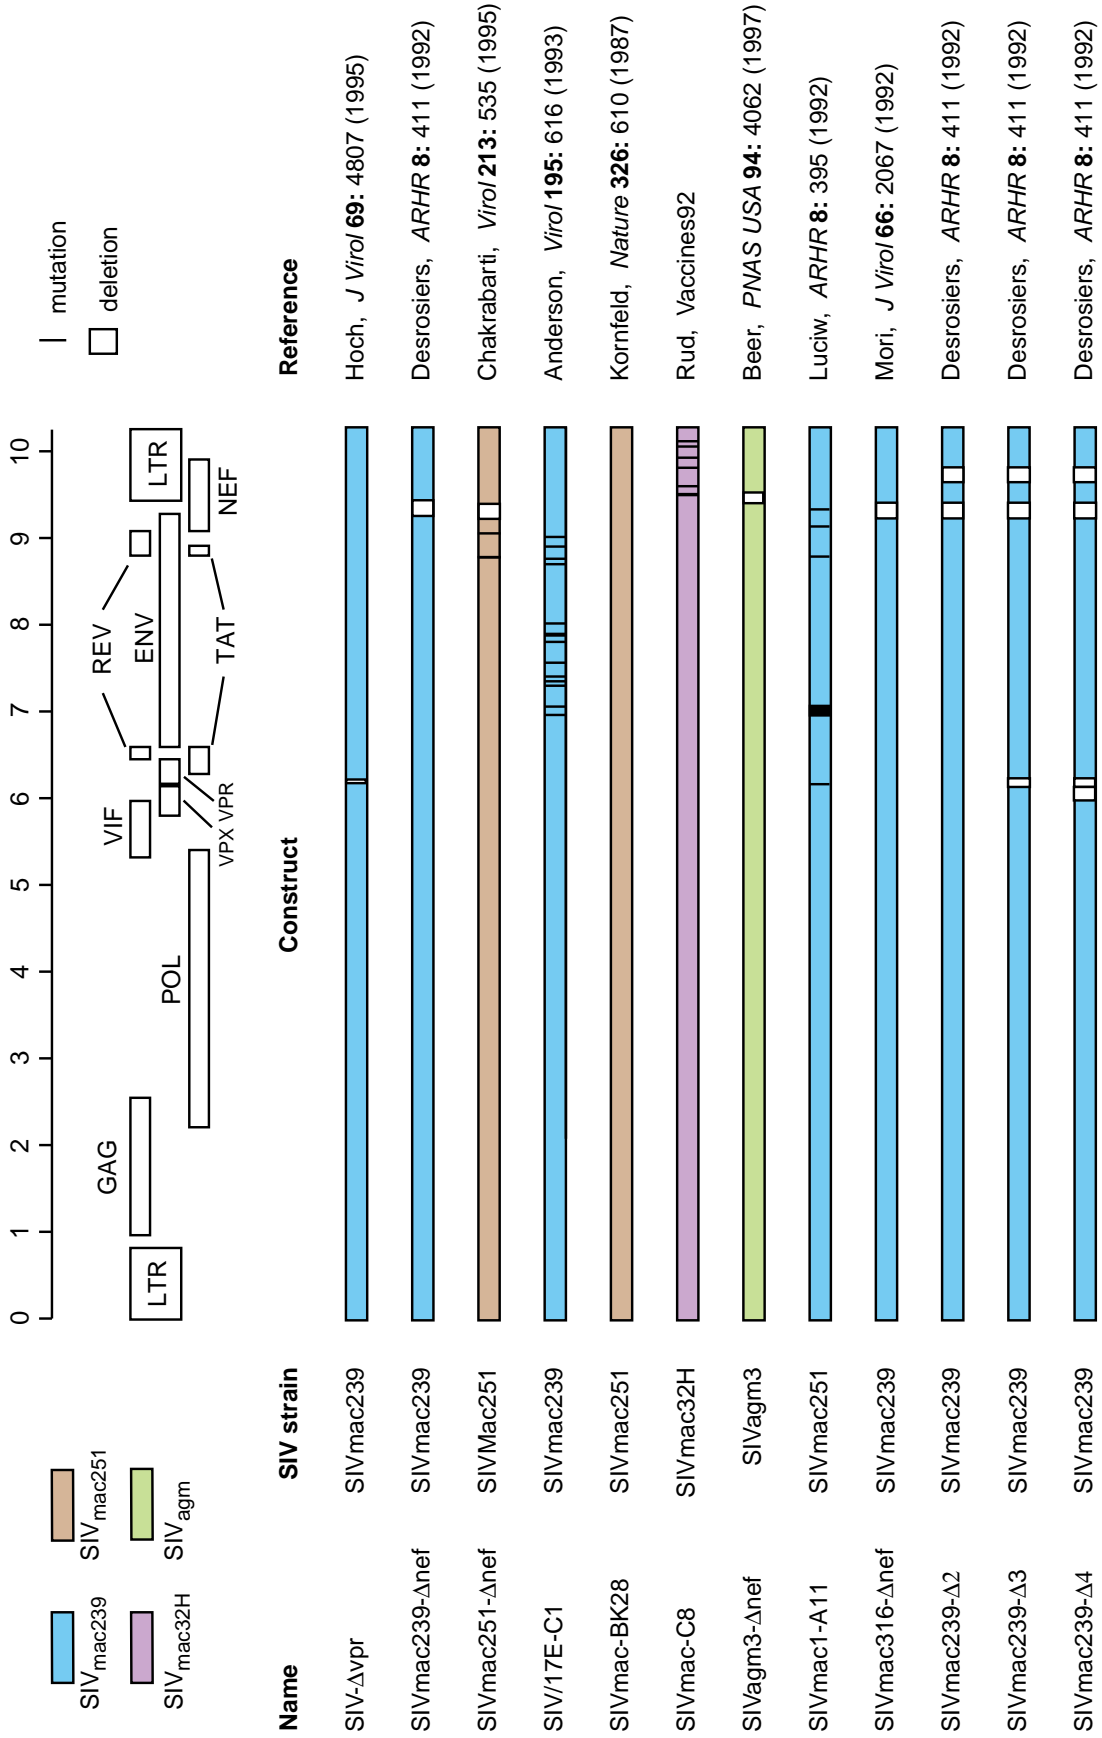 SIVmac239
SIVmac251
SIVmac32H
SIVagm
0 1 2 3 4 5 6 7 8 9 10
LTR
GAG
POL
VIF
VPX
VPR
REV
ENV
TAT
NEF
LTR
mutation
deletion
Name SIV strain Construct Reference
SIV-Δvpr SIVmac239 Hoch, J Virol 69: 4807 (1995)
SIVmac239-Δnef SIVmac239 Desrosiers, ARHR 8: 411 (1992)
SIVmac251-Δnef SIVMac251 Chakrabarti, Virol 213: 535 (1995)
SIV/17E-C1 SIVmac239 Anderson, Virol 195: 616 (1993)
SIVmac-BK28 SIVmac251 Kornfeld, Nature 326: 610 (1987)
SIVmac-C8 SIVmac32H Rud, Vaccines92
SIVagm3-Δnef SIVagm3 Beer, PNAS USA 94: 4062 (1997)
SIVmac1-A11 SIVmac251 Luciw, ARHR 8: 395 (1992)
SIVmac316-Δnef SIVmac239 Mori, J Virol 66: 2067 (1992)
SIVmac239-Δ2 SIVmac239 Desrosiers, ARHR 8: 411 (1992)
SIVmac239-Δ3 SIVmac239 Desrosiers, ARHR 8: 411 (1992)
SIVmac239-Δ4 SIVmac239 Desrosiers, ARHR 8: 411 (1992)